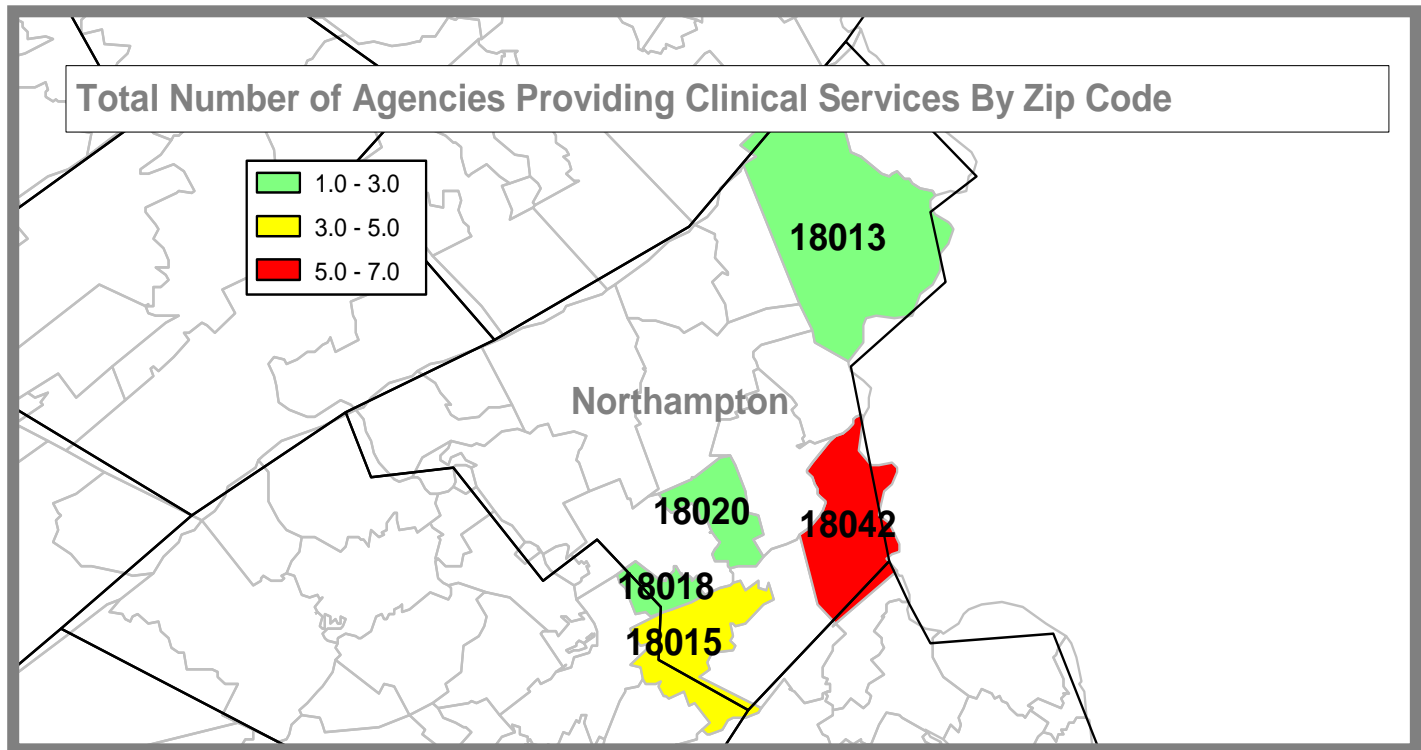 Total Number of Agencies Providing Clinical Services By Zip Code
1.0 - 3.0
3.0 - 5.0
5.0 - 7.0
18013
Northampton
18020
18042
18018
18015